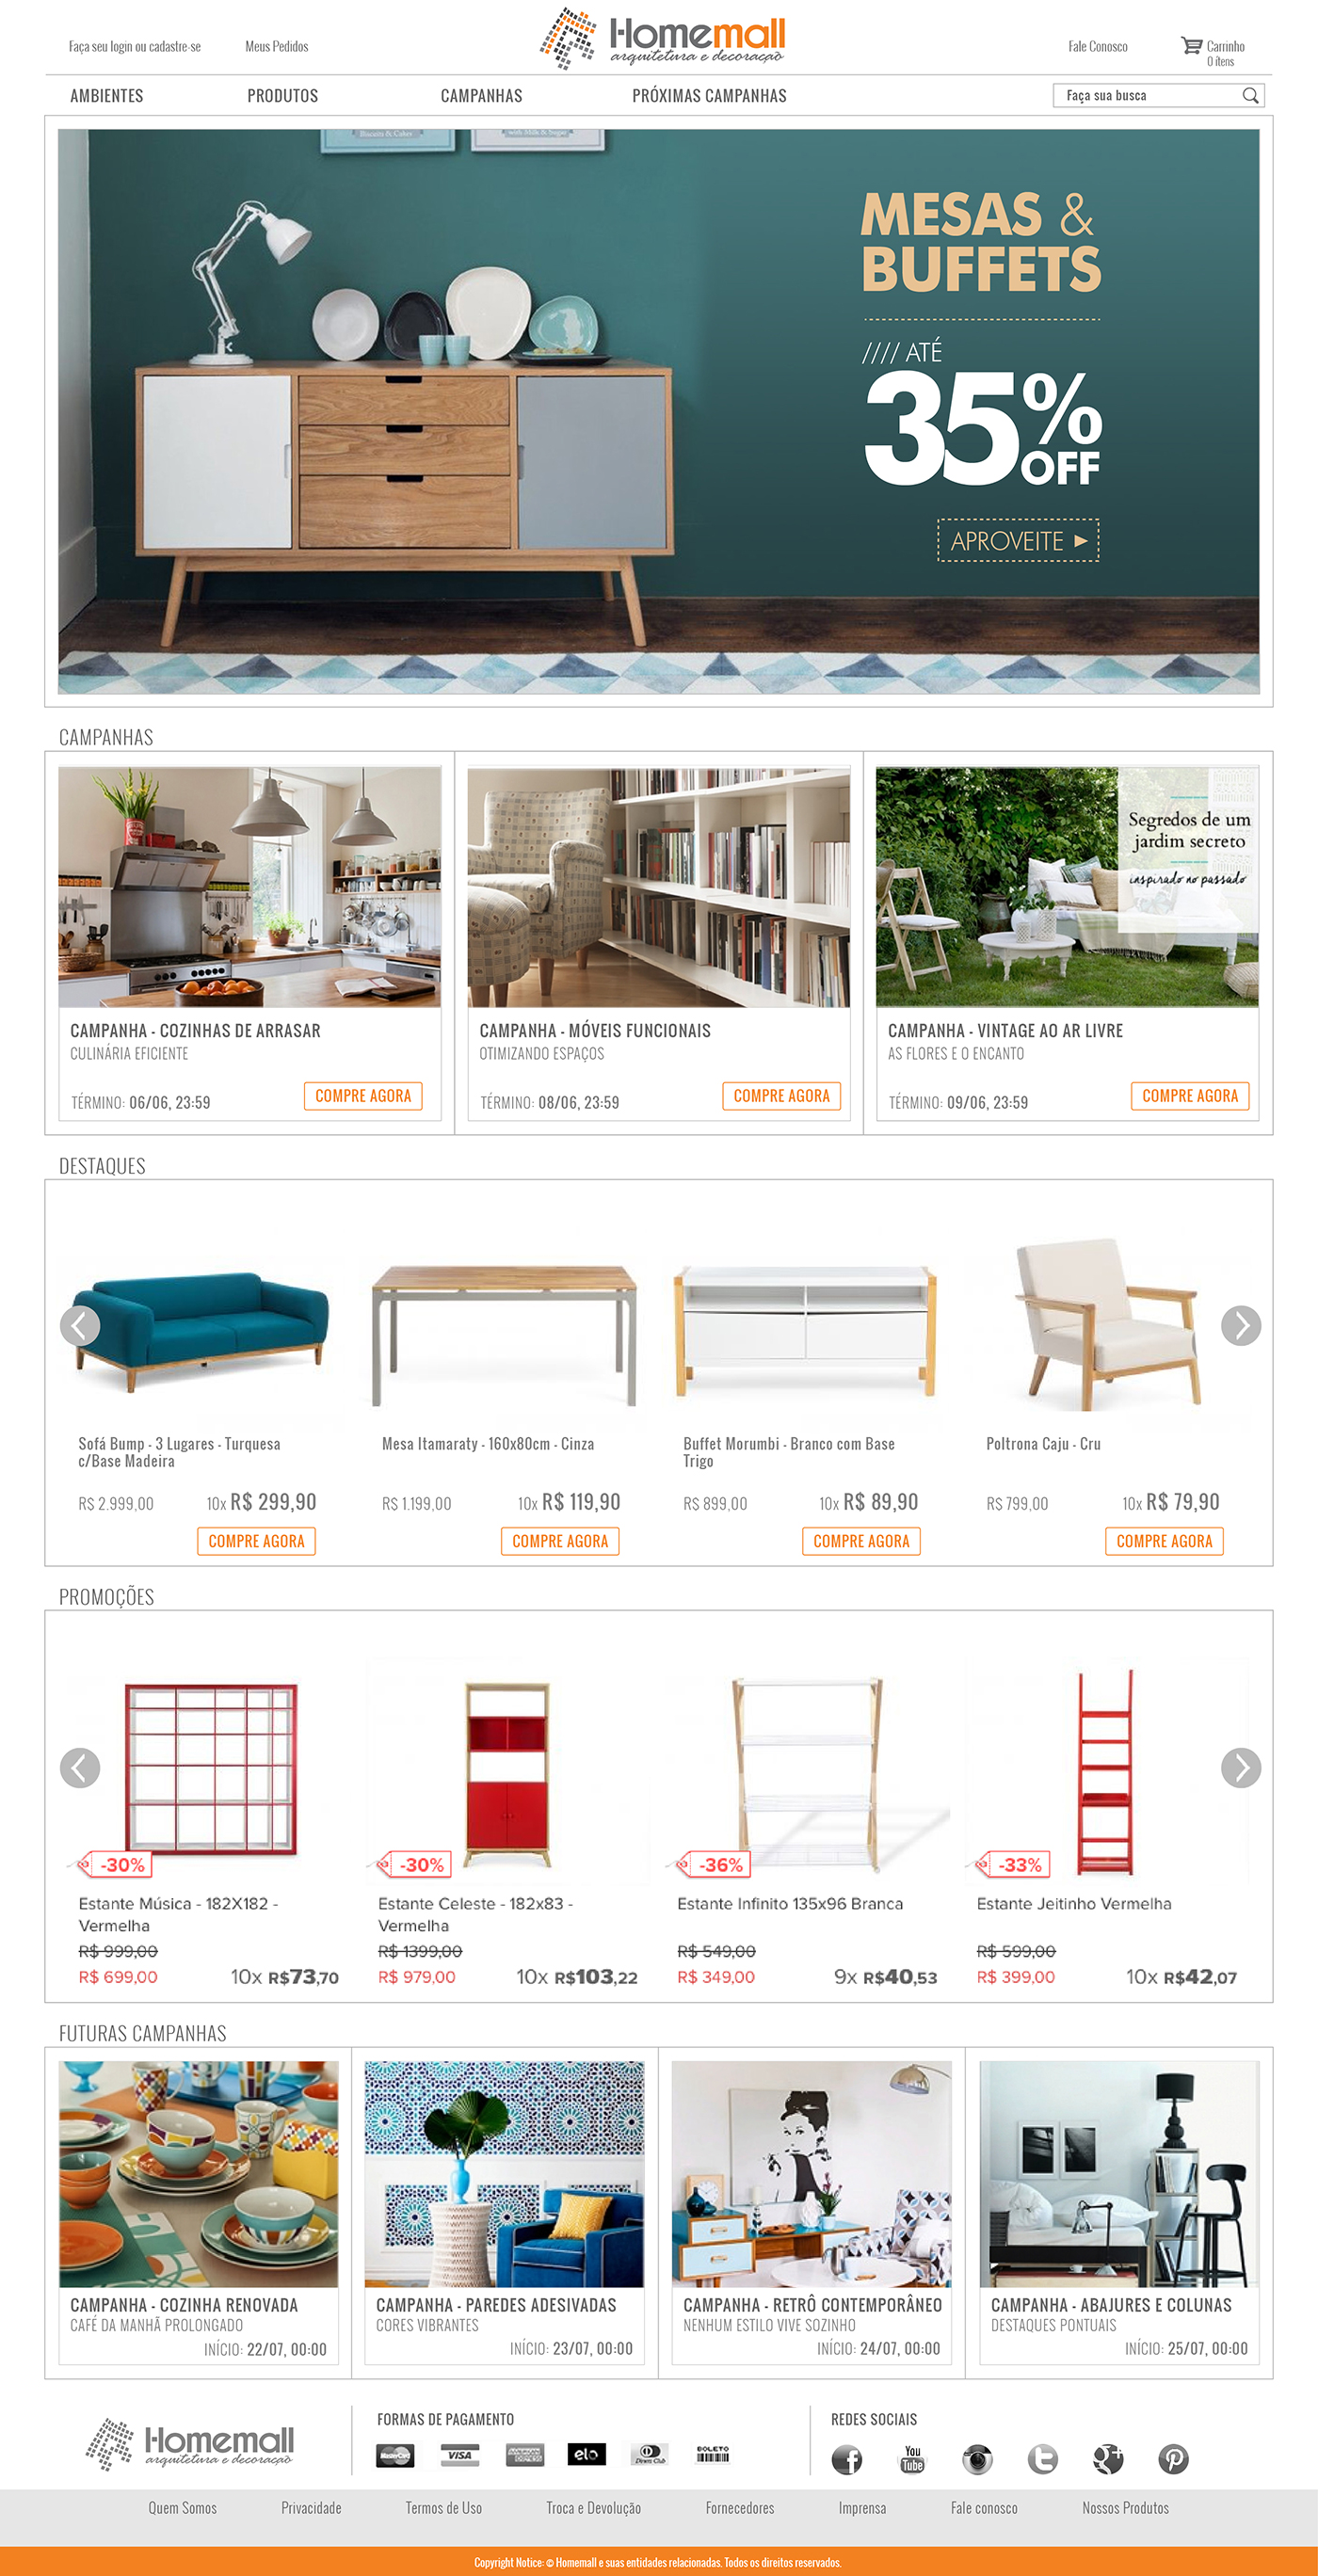 Faça seu login ou cadastre-se
Meus Pedidos
Homemall
arquitetura e decoração
Fale Conosco
Carrinho
0 ítens
AMBIENTES
PRODUTOS
CAMPANHAS
PRÓXIMAS CAMPANHAS
Faça sua busca
Biscuits & Cakes
with Milk & Sugar
MESAS &
BUFFETS
//// ATÉ
35% OFF
APROVEITE
CAMPANHAS
Segredos de um
jardim secreto
inspirado no passado
CAMPANHA - COZINHAS DE ARRASAR
CULINÁRIA EFICIENTE
TÉRMINO: 06/06, 23:59
COMPRE AGORA
CAMPANHA - MÓVEIS FUNCIONAIS
OTIMIZANDO ESPAÇOS
TÉRMINO: 08/06, 23:59
COMPRE AGORA
CAMPANHA - VINTAGE AO AR LIVRE
AS FLORES E O ENCANTO
TÉRMINO: 09/06, 23:59
COMPRE AGORA
DESTAQUES
Sofá Bump - 3 Lugares - Turquesa
c/Base Madeira
R$ 2.999,00 10x R$ 299,90
COMPRE AGORA
Mesa Itamaraty - 160x80cm - Cinza
R$ 1.199,00 10x R$ 119,90
COMPRE AGORA
Buffet Morumbi - Branco com Base
Trigo
R$ 899,00 10x R$ 89,90
COMPRE AGORA
Poltrona Caju - Cru
R$ 799,00 10x R$ 79,90
COMPRE AGORA
PROMOÇÕES
-30%
Estante Música - 182X182 -
Vermelha
R$ 999,00
R$ 699,00 10x R$73,70
-30%
Estante Celeste - 182x83 -
Vermelha
R$ 1399,00
R$ 979,00 10x R$103,22
-36%
Estante Infinito 135x96 Branca
R$ 549,00
R$ 349,00 9x R$40,53
-33%
Estante Jeitinho Vermelha
R$ 599,00
R$ 399,00 10x R$42,07
FUTURAS CAMPANHAS
CAMPANHA - COZINHA RENOVADA
CAFÉ DA MANHÃ PROLONGADO
INÍCIO: 22/07, 00:00
CAMPANHA - PAREDES ADESIVADAS
CORES VIBRANTES
INÍCIO: 23/07, 00:00
CAMPANHA - RETRÔ CONTEMPORÂNEO
NENHUM ESTILO VIVE SOZINHO
INÍCIO: 24/07, 00:00
CAMPANHA - ABAJURES E COLUNAS
DESTAQUES PONTUAIS
INÍCIO: 25/07, 00:00
Homemall
arquitetura e decoração
FORMAS DE PAGAMENTO
MasterCard
VISA
AMERICAN EXPRESS
elo
Diners Club
BOLETO
REDES SOCIAIS
You Tube
Quem Somos
Privacidade
Termos de Uso
Troca e Devolução
Fornecedores
Imprensa
Fale conosco
Nossos Produtos
Copyright Notice: © Homemall e suas entidades relacionadas. Todos os direitos reservados.